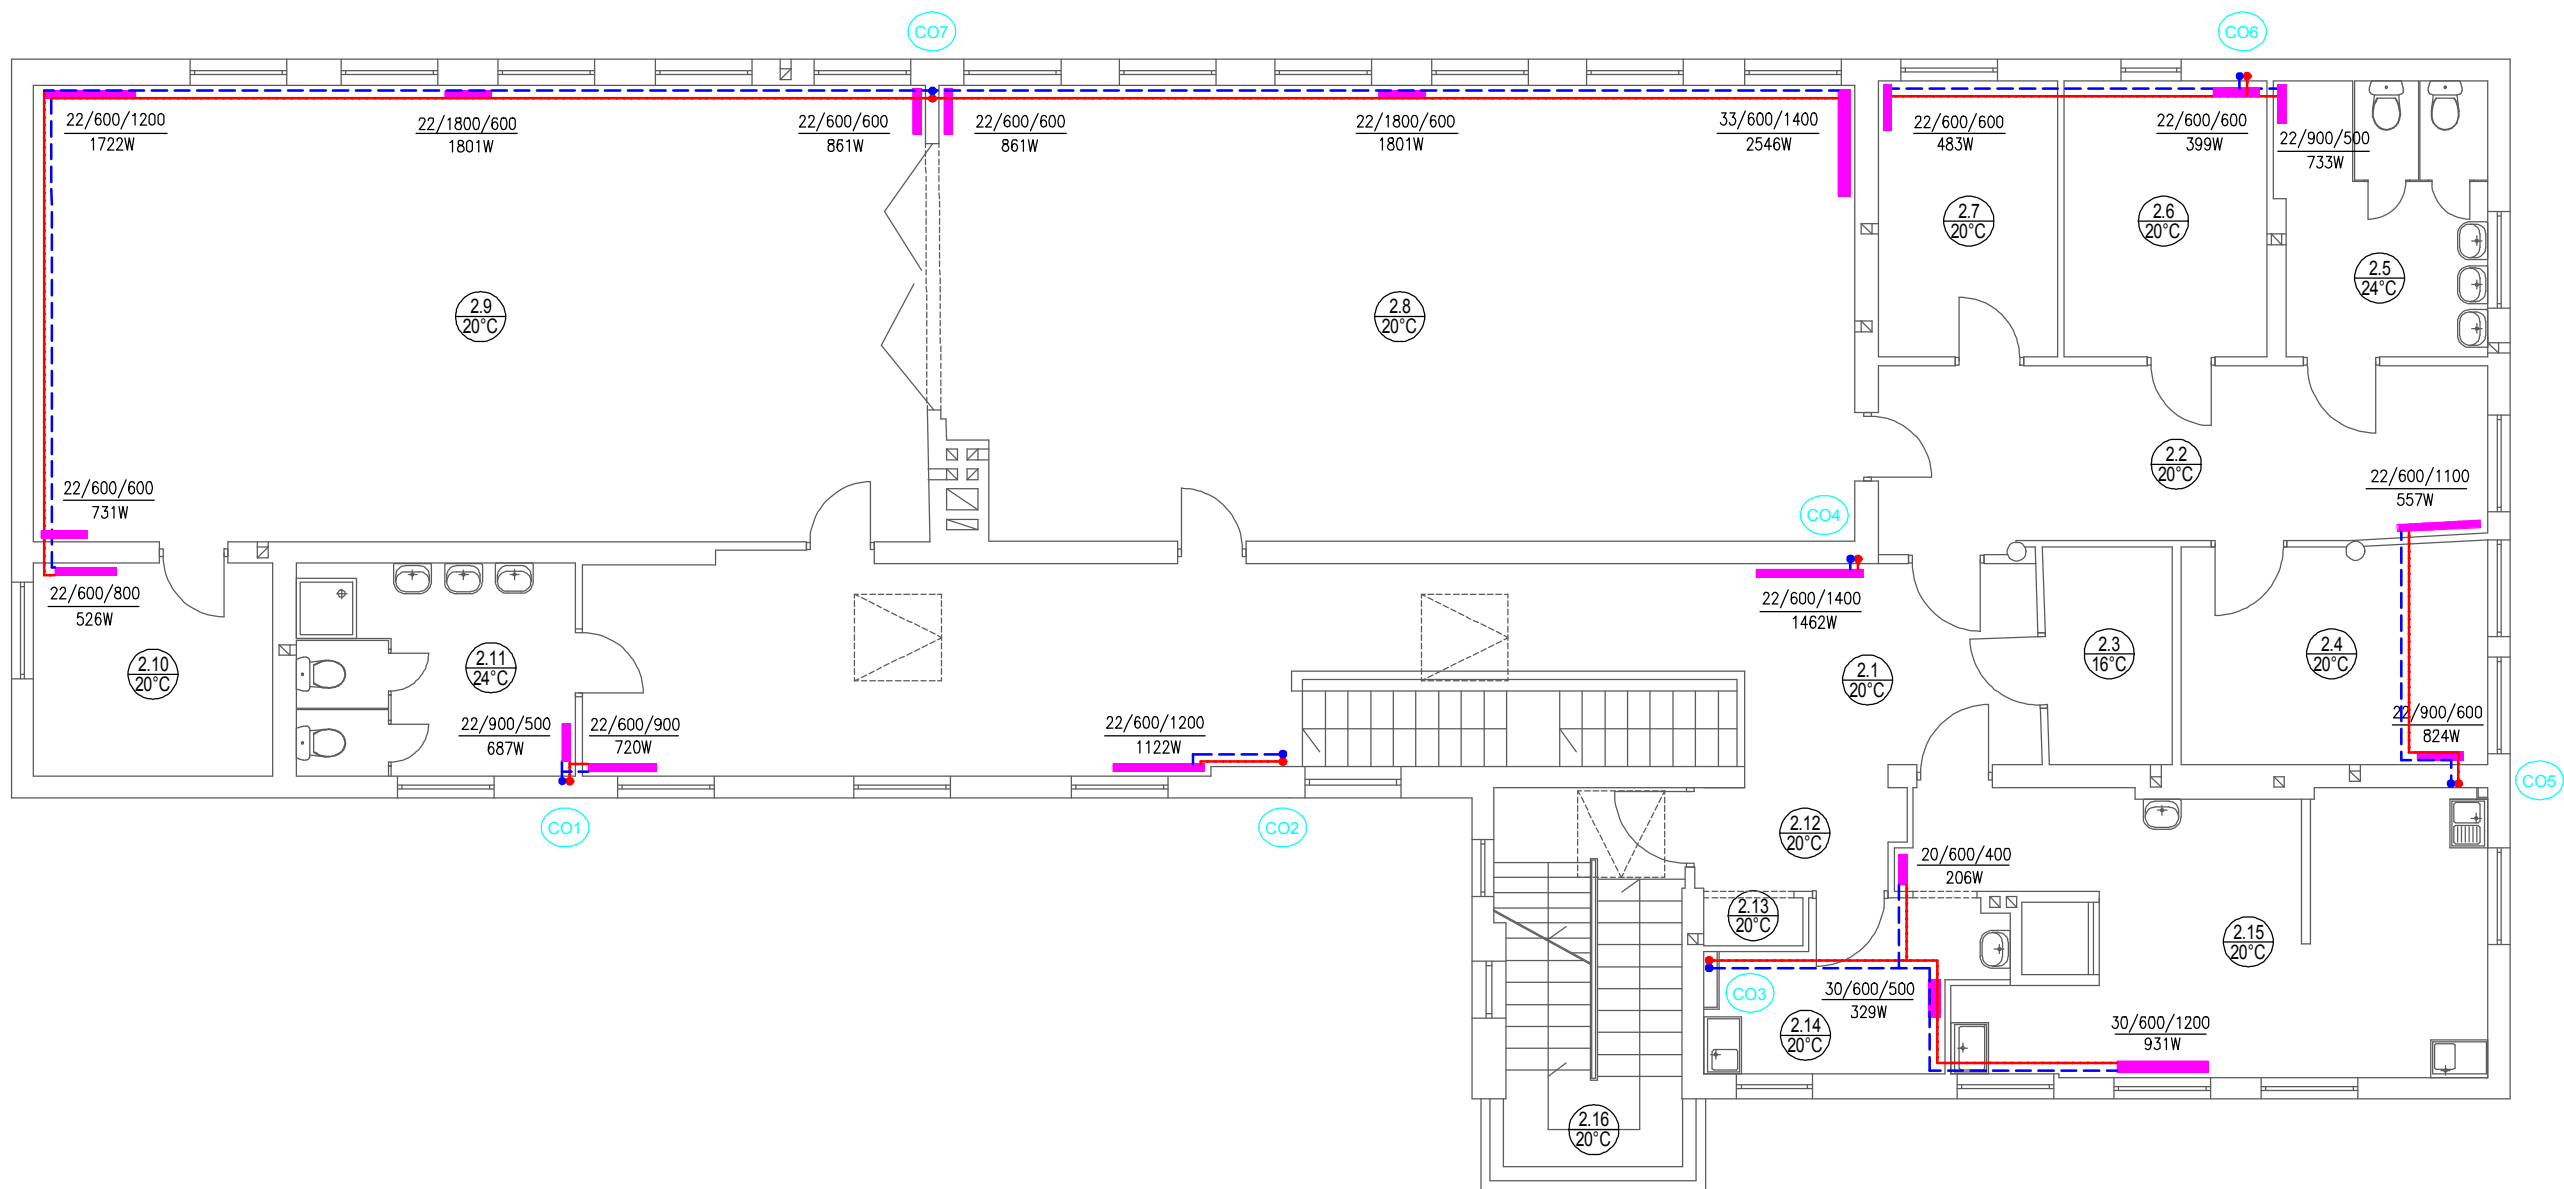 CO7
CO6
22/600/1200
1722W
22/1800/600
1801W
22/600/600
861W
22/600/600
861W
22/1800/600
1801W
33/600/1400
2546W
22/600/600
483W
22/600/600
399W
22/900/500
733W
2.7
20°C
2.6
20°C
2.5
24°C
2.9
20°C
2.8
20°C
2.2
20°C
22/600/600
731W
CO4
22/600/1100
557W
22/600/800
526W
22/600/1400
1462W
2.10
20°C
2.11
24°C
2.1
20°C
2.3
16°C
2.4
20°C
22/900/500
687W
22/600/900
720W
22/600/1200
1122W
22/900/600
824W
CO5
CO1
CO2
2.12
20°C
20/600/400
206W
2.13
20°C
2.15
20°C
CO3
30/600/500
329W
2.14
20°C
30/600/1200
931W
2.16
20°C